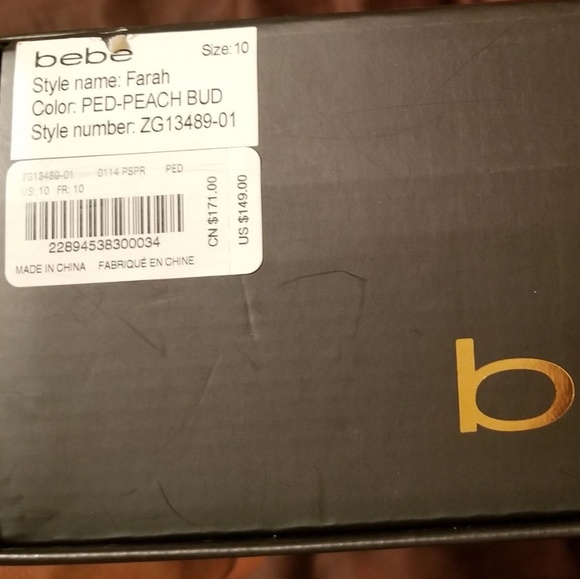 bebe Size: 10
Style name: Farah
Color: PED-PEACH BUD
Style number: ZG13489-01
ZG13489-01 0114 PSPR PED
US: 10 FR: 10
22894538300034
MADE IN CHINA FABRIQUÉ EN CHINE
CN $171.00
US $149.00
b